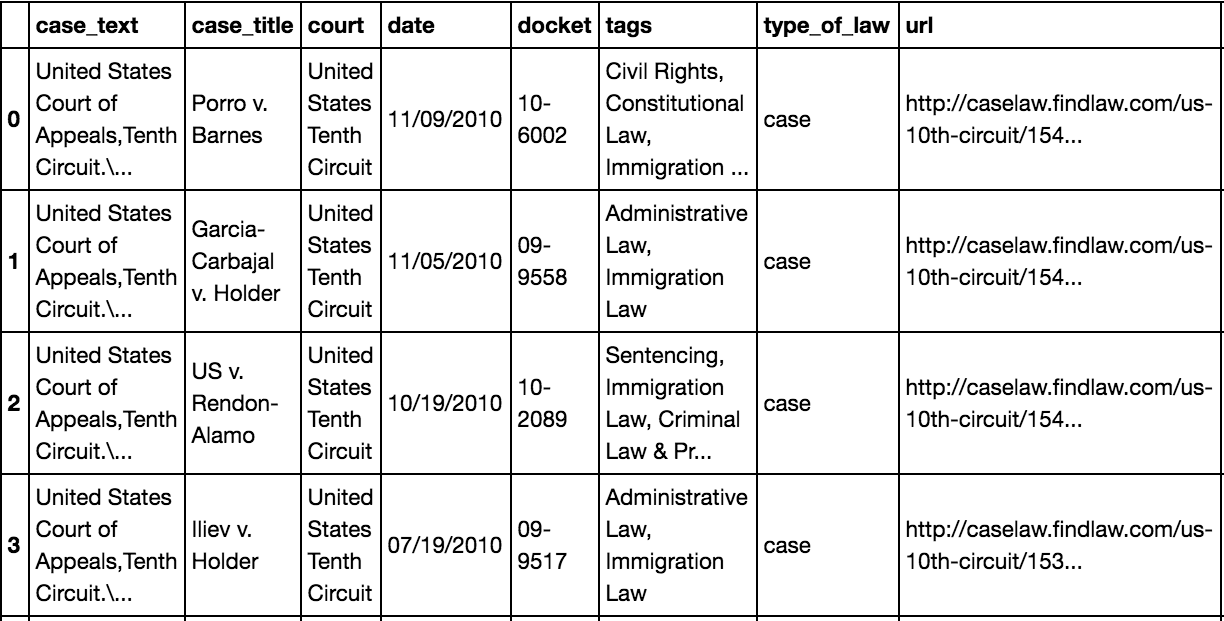 case_text case_title court date docket tags type_of_law url
0 United States Court of Appeals,Tenth Circuit.\... Porro v. Barnes United States Tenth Circuit 11/09/2010 10-6002 Civil Rights, Constitutional Law, Immigration ... case http://caselaw.findlaw.com/us-10th-circuit/154...
1 United States Court of Appeals,Tenth Circuit.\... Garcia-Carbajal v. Holder United States Tenth Circuit 11/05/2010 09-9558 Administrative Law, Immigration Law case http://caselaw.findlaw.com/us-10th-circuit/154...
2 United States Court of Appeals,Tenth Circuit.\... US v. Rendon-Alamo United States Tenth Circuit 10/19/2010 10-2089 Sentencing, Immigration Law, Criminal Law & Pr... case http://caselaw.findlaw.com/us-10th-circuit/154...
3 United States Court of Appeals,Tenth Circuit.\... Iliev v. Holder United States Tenth Circuit 07/19/2010 09-9517 Administrative Law, Immigration Law case http://caselaw.findlaw.com/us-10th-circuit/153...